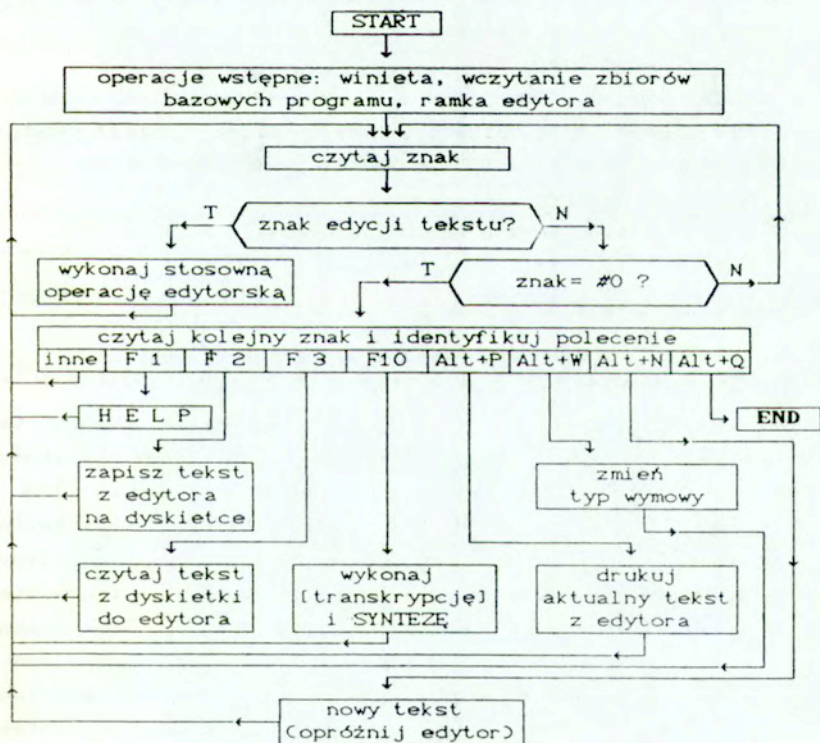 START
operacje wstępne: winieta, wczytanie zbiorów
bazowych programu, ramka edytora
czytaj znak
T
znak edycji tekstu?
N
wykonaj stosowną
operację edytorską
T
znak= #0 ?
N
czytaj kolejny znak i identyfikuj polecenie
inne F 1 F 2 F 3 F10 Alt+P Alt+W Alt+N Alt+Q
H E L P
END
zapisz tekst
z edytora
na dyskietce
zmień
typ wymowy
czytaj tekst
z dyskietki
do edytora
wykonaj
[transkrypcję]
i SYNTEZĘ
drukuj
aktualny tekst
z edytora
nowy tekst
(opróżnij edytor)